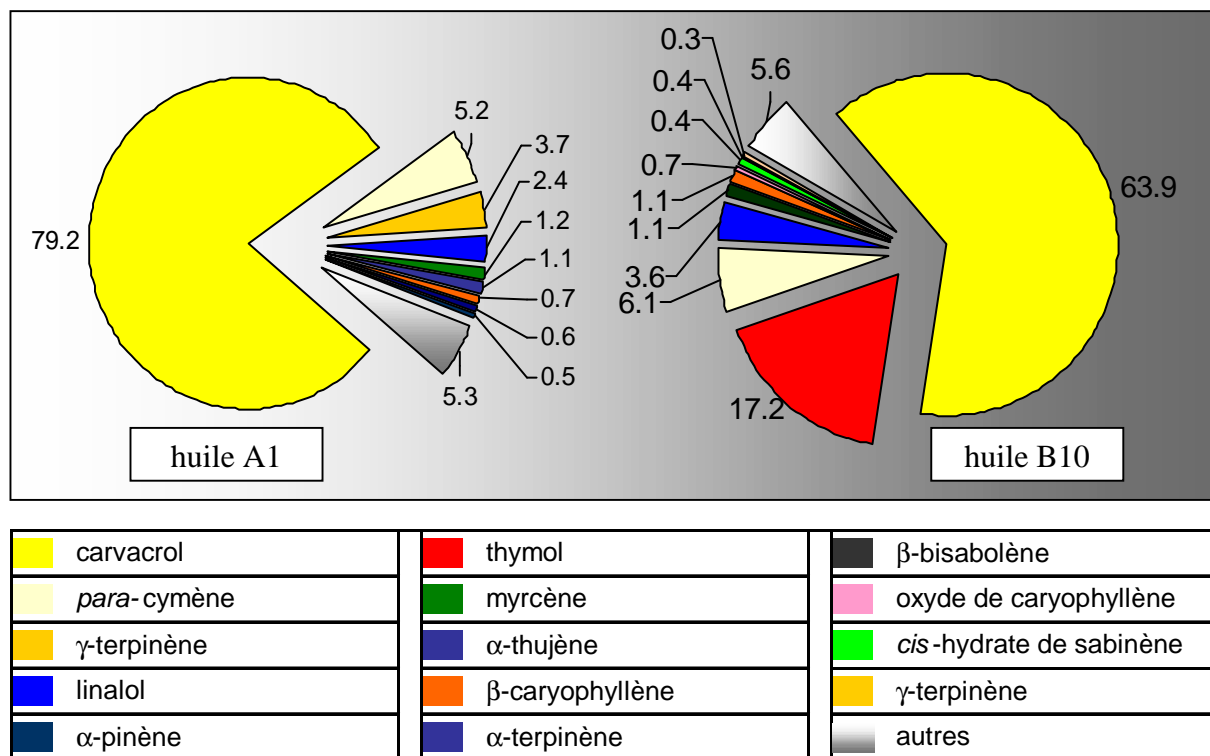 79.2
5.2
3.7
2.4
1.2
1.1
0.7
0.6
0.5
5.3
huile A1
0.3
0.4
0.4
0.7
1.1
1.1
3.6
6.1
5.6
63.9
17.2
huile B10
carvacrol
thymol
β-bisabolène
para-cymène
myrcène
oxyde de caryophyllène
γ-terpinène
α-thujène
cis-hydrate de sabinène
linalol
β-caryophyllène
γ-terpinène
α-pinène
α-terpinène
autres